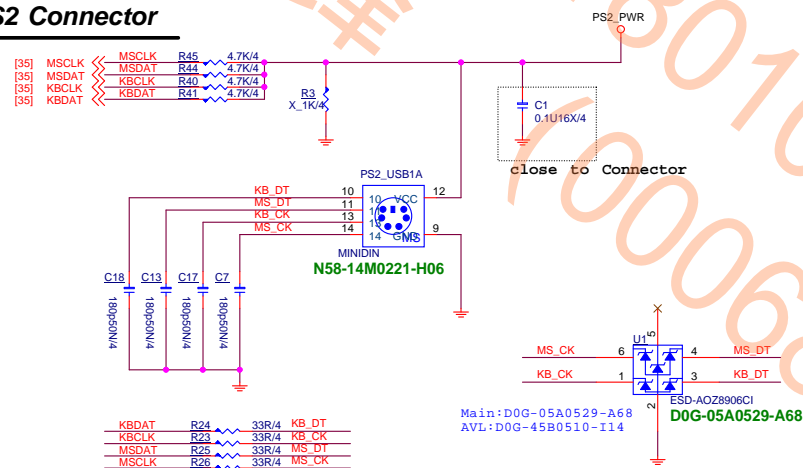 S2 Connector
PS2_PWR
[35] MSCLK MSCLK R45 4.7K/4
[35] MSDAT MSDAT R44 4.7K/4
[35] KBCLK KBCLK R40 4.7K/4
[35] KBDAT KBDAT R41 4.7K/4
R3
X_1K/4
C1
0.1U16X/4
close to Connector
PS2_USB1A
KB_DT 10 10 VCC 12
MS_DT 11
KB_CK 13
MS_CK 14 14 GND MS 9
MINIDIN
N58-14M0221-H06
C18 C13 C17 C7
180p50N/4 180p50N/4 180p50N/4 180p50N/4
U1 5
MS_CK 6 4 MS_DT
KB_CK 1 3 KB_DT
2
ESD-AOZ8906CI
D0G-05A0529-A68
Main:D0G-05A0529-A68
AVL:D0G-45B0510-I14
KBDAT R24 33R/4 KB_DT
KBCLK R23 33R/4 KB_CK
MSDAT R25 33R/4 MS_DT
MSCLK R26 33R/4 MS_CK